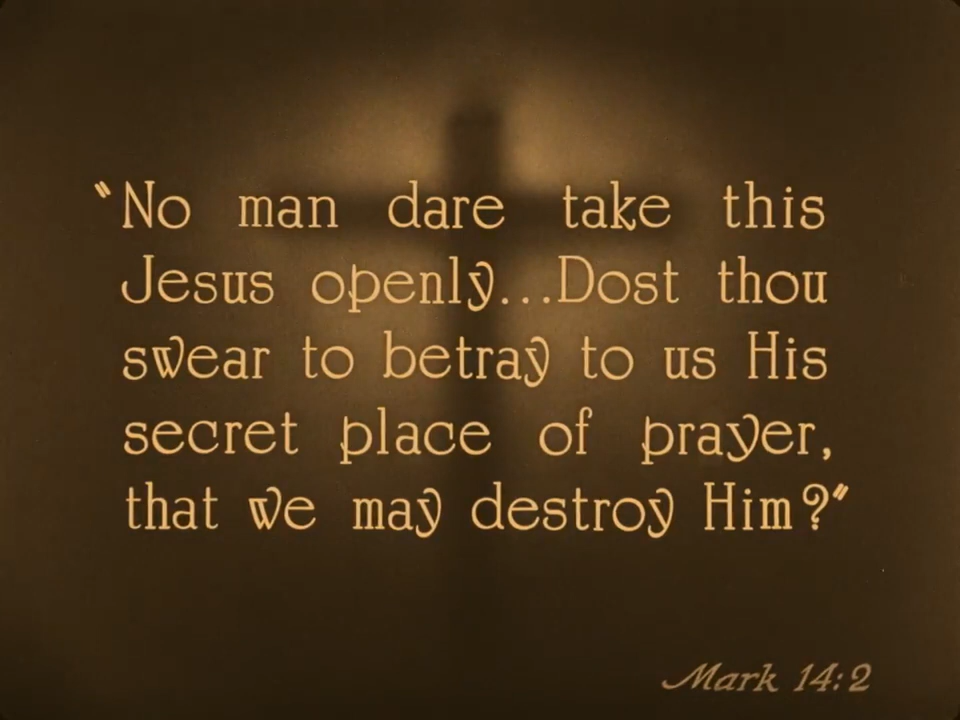 "No man dare take this
Jesus openly...Dost thou
swear to betray to us His
secret place of prayer,
that we may destroy Him?"
Mark 14:2